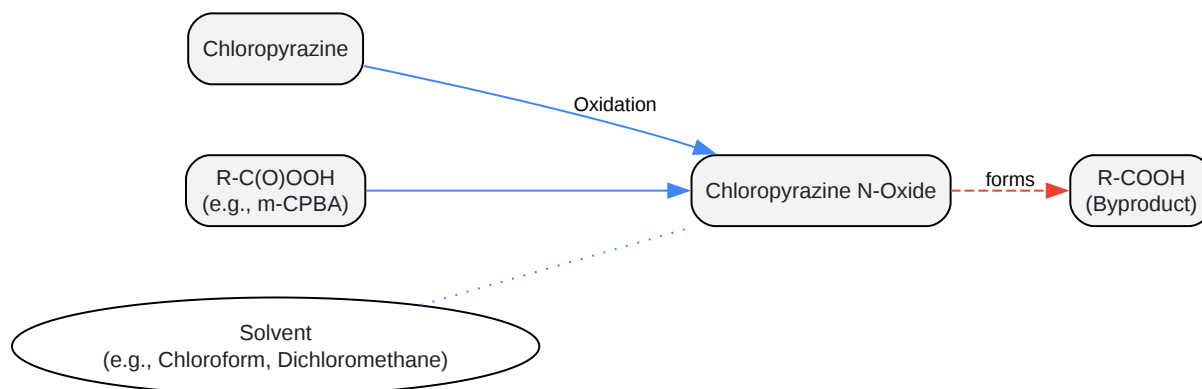 Chloropyrazine
Oxidation
R-C(O)OOH
(e.g., m-CPBA)
Chloropyrazine N-Oxide
forms
R-COOH
(Byproduct)
Solvent
(e.g., Chloroform, Dichloromethane)